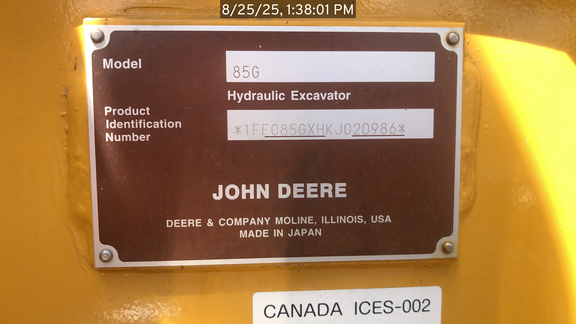 8/25/25, 1:38:01 PM
Model
85G
Hydraulic Excavator
Product
Identification
Number
*1FF085GXHKJ020986*
JOHN DEERE
DEERE & COMPANY MOLINE, ILLINOIS, USA
MADE IN JAPAN
CANADA ICES-002